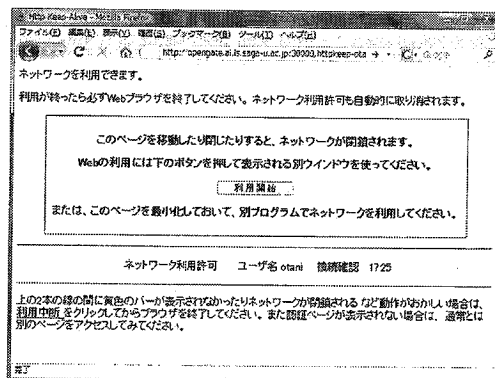 Http Keep-Alive - Mozilla Firefox
ファイル(F) 編集(E) 表示(V) 履歴(S) ブックマーク(B) ツール(T) ヘルプ(H)
ネットワークを利用できます。
利用が終ったら必ずWebブラウザを終了してください。ネットワーク利用許可も自動的に取り消されます。
このページを移動したり閉じたりすると、ネットワークが閉鎖されます。
Webの利用には下のボタンを押して表示される別ウインドウを使ってください。
利用開始
または、このページを最小化しておいて、別プログラムでネットワークを利用してください。
ネットワーク利用許可 ユーザ名 otani 接続確認 17:25
上の2本の線の間に黄色のバーが表示されなかったりネットワークが閉鎖される など動作がおかしい場合は、
利用中断 をクリックしてからブラウザを終了してください。また認証ページが表示されない場合は、通常とは
別のページをアクセスしてみてください。
完了